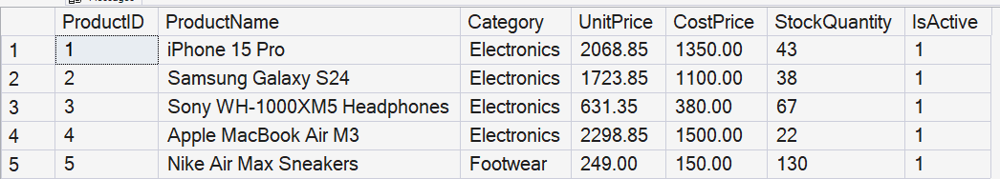 ProductID ProductName Category UnitPrice CostPrice StockQuantity IsActive
1 1 iPhone 15 Pro Electronics 2068.85 1350.00 43 1
2 2 Samsung Galaxy S24 Electronics 1723.85 1100.00 38 1
3 3 Sony WH-1000XM5 Headphones Electronics 631.35 380.00 67 1
4 4 Apple MacBook Air M3 Electronics 2298.85 1500.00 22 1
5 5 Nike Air Max Sneakers Footwear 249.00 150.00 130 1